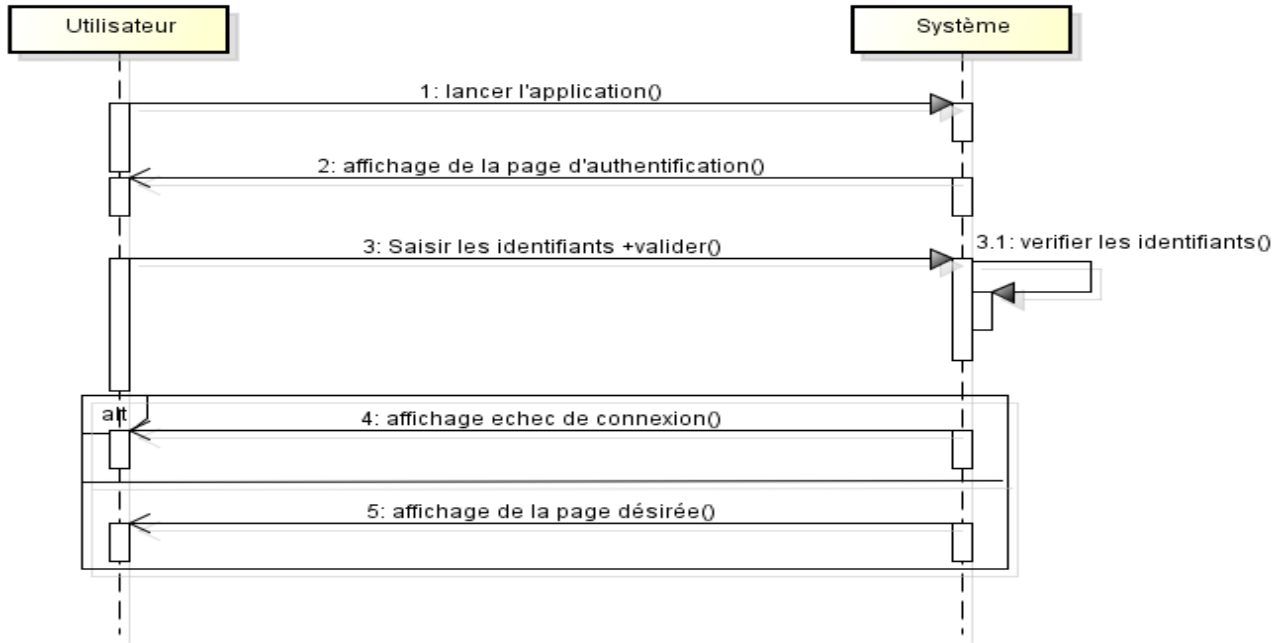 Utilisateur
Système
1: lancer l'application()
2: affichage de la page d'authentification()
3: Saisir les identifiants +valider()
3.1: verifier les identifiants()
alt
4: affichage echec de connexion()
5: affichage de la page désirée()